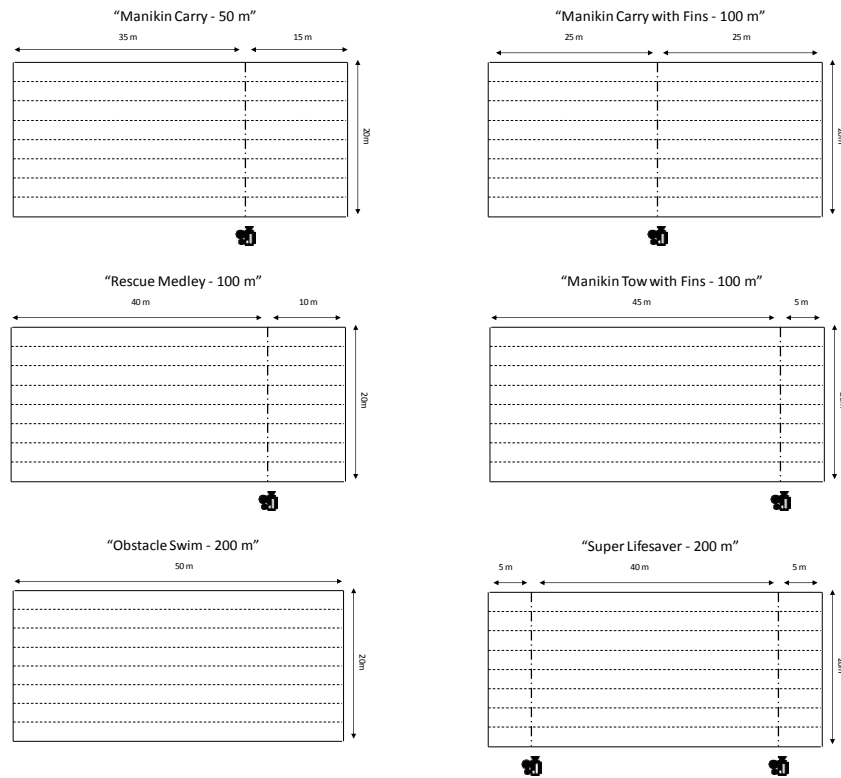 “Manikin Carry - 50 m”
35 m
15 m
20m
“Manikin Carry with Fins - 100 m”
25 m
25 m
“Rescue Medley - 100 m”
40 m
10 m
20m
“Manikin Tow with Fins - 100 m”
45 m
5 m
“Obstacle Swim - 200 m”
50 m
20m
“Super Lifesaver - 200 m”
5 m
40 m
5 m